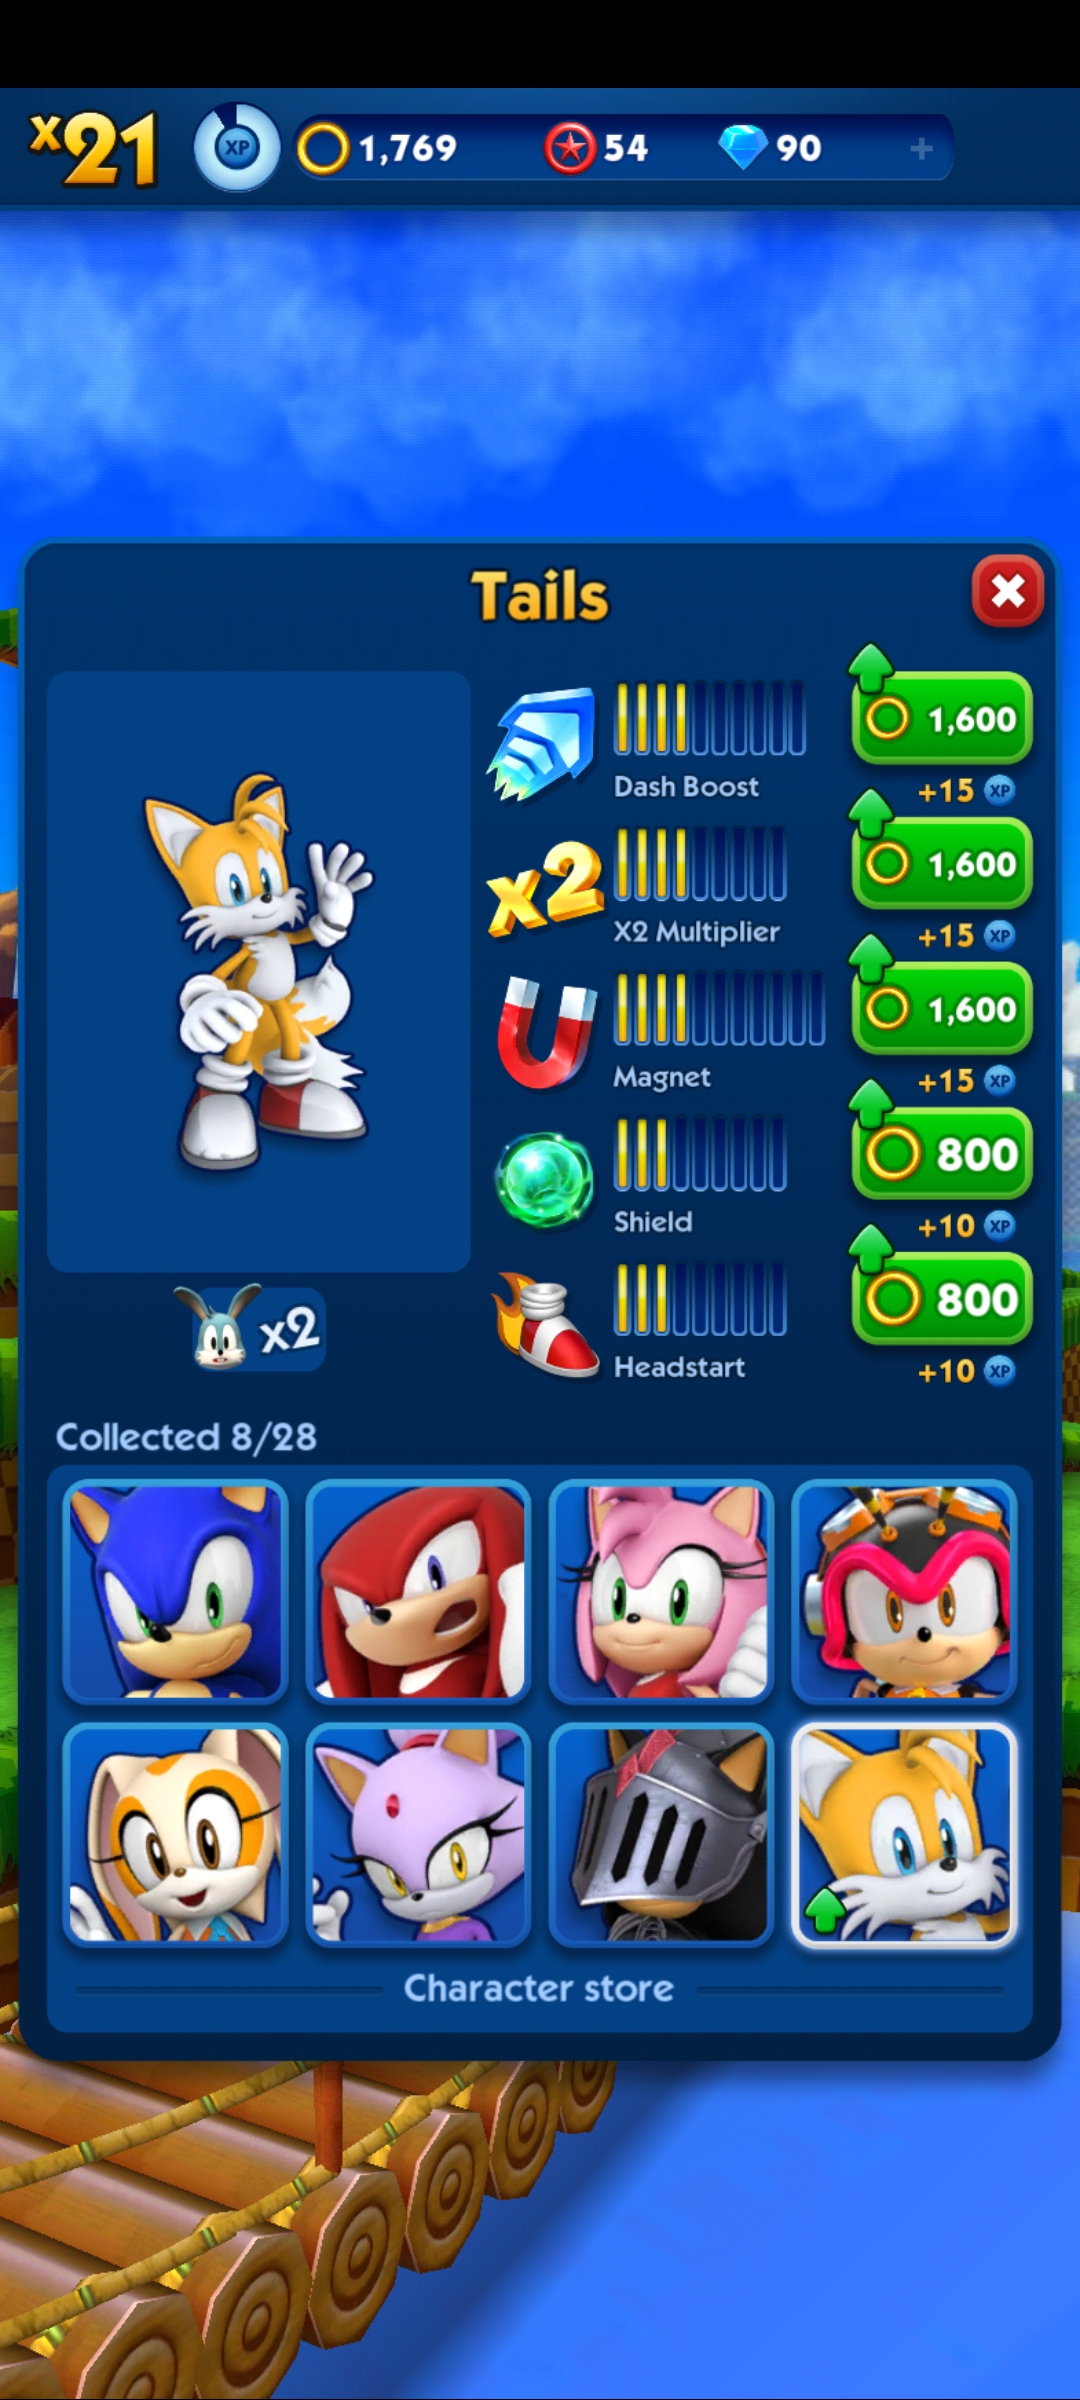 x21 XP 1,769 54 90 +
Tails
1,600
Dash Boost
+15 XP
x2
1,600
X2 Multiplier
+15 XP
1,600
Magnet
+15 XP
800
Shield
+10 XP
800
x2
Headstart
+10 XP
Collected 8/28
Character store